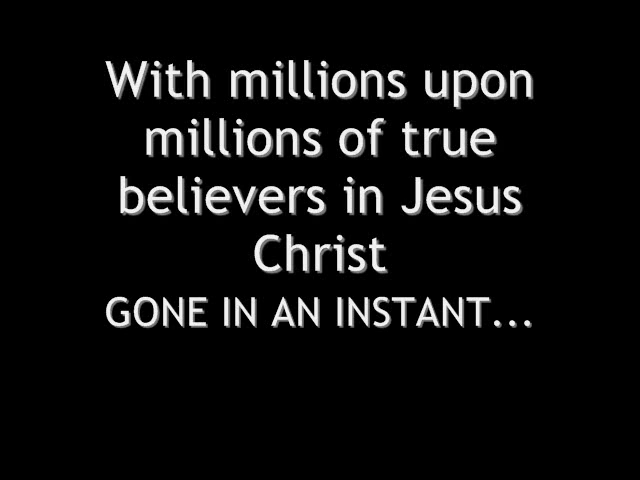 With millions upon
millions of true
believers in Jesus
Christ
GONE IN AN INSTANT...